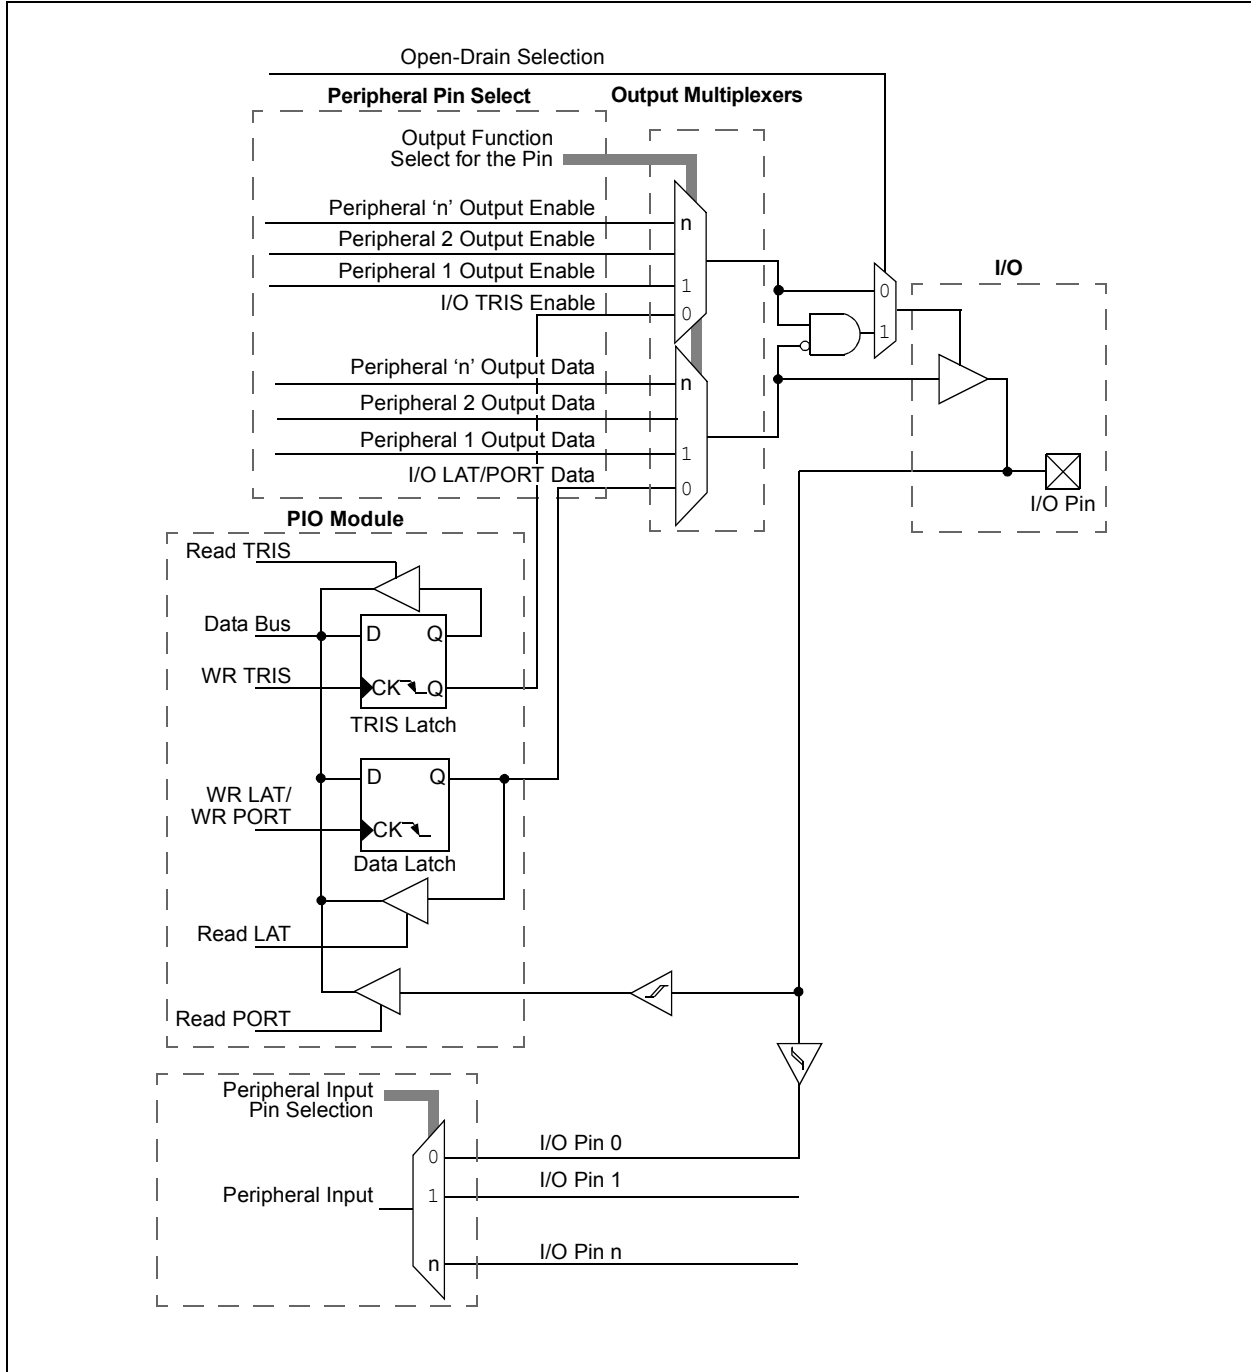 Open-Drain Selection
Peripheral Pin Select
Output Multiplexers
Output Function
Select for the Pin
Peripheral ‘n’ Output Enable
n
Peripheral 2 Output Enable
Peripheral 1 Output Enable
1
I/O TRIS Enable
0
0
1
I/O
Peripheral ‘n’ Output Data
n
Peripheral 2 Output Data
Peripheral 1 Output Data
1
I/O LAT/PORT Data
0
I/O Pin
PIO Module
Read TRIS
Data Bus
D
Q
WR TRIS
CK
Q
TRIS Latch
D
Q
WR LAT/
WR PORT
CK
Data Latch
Read LAT
Read PORT
Peripheral Input
Pin Selection
0
I/O Pin 0
Peripheral Input
1
I/O Pin 1
n
I/O Pin n